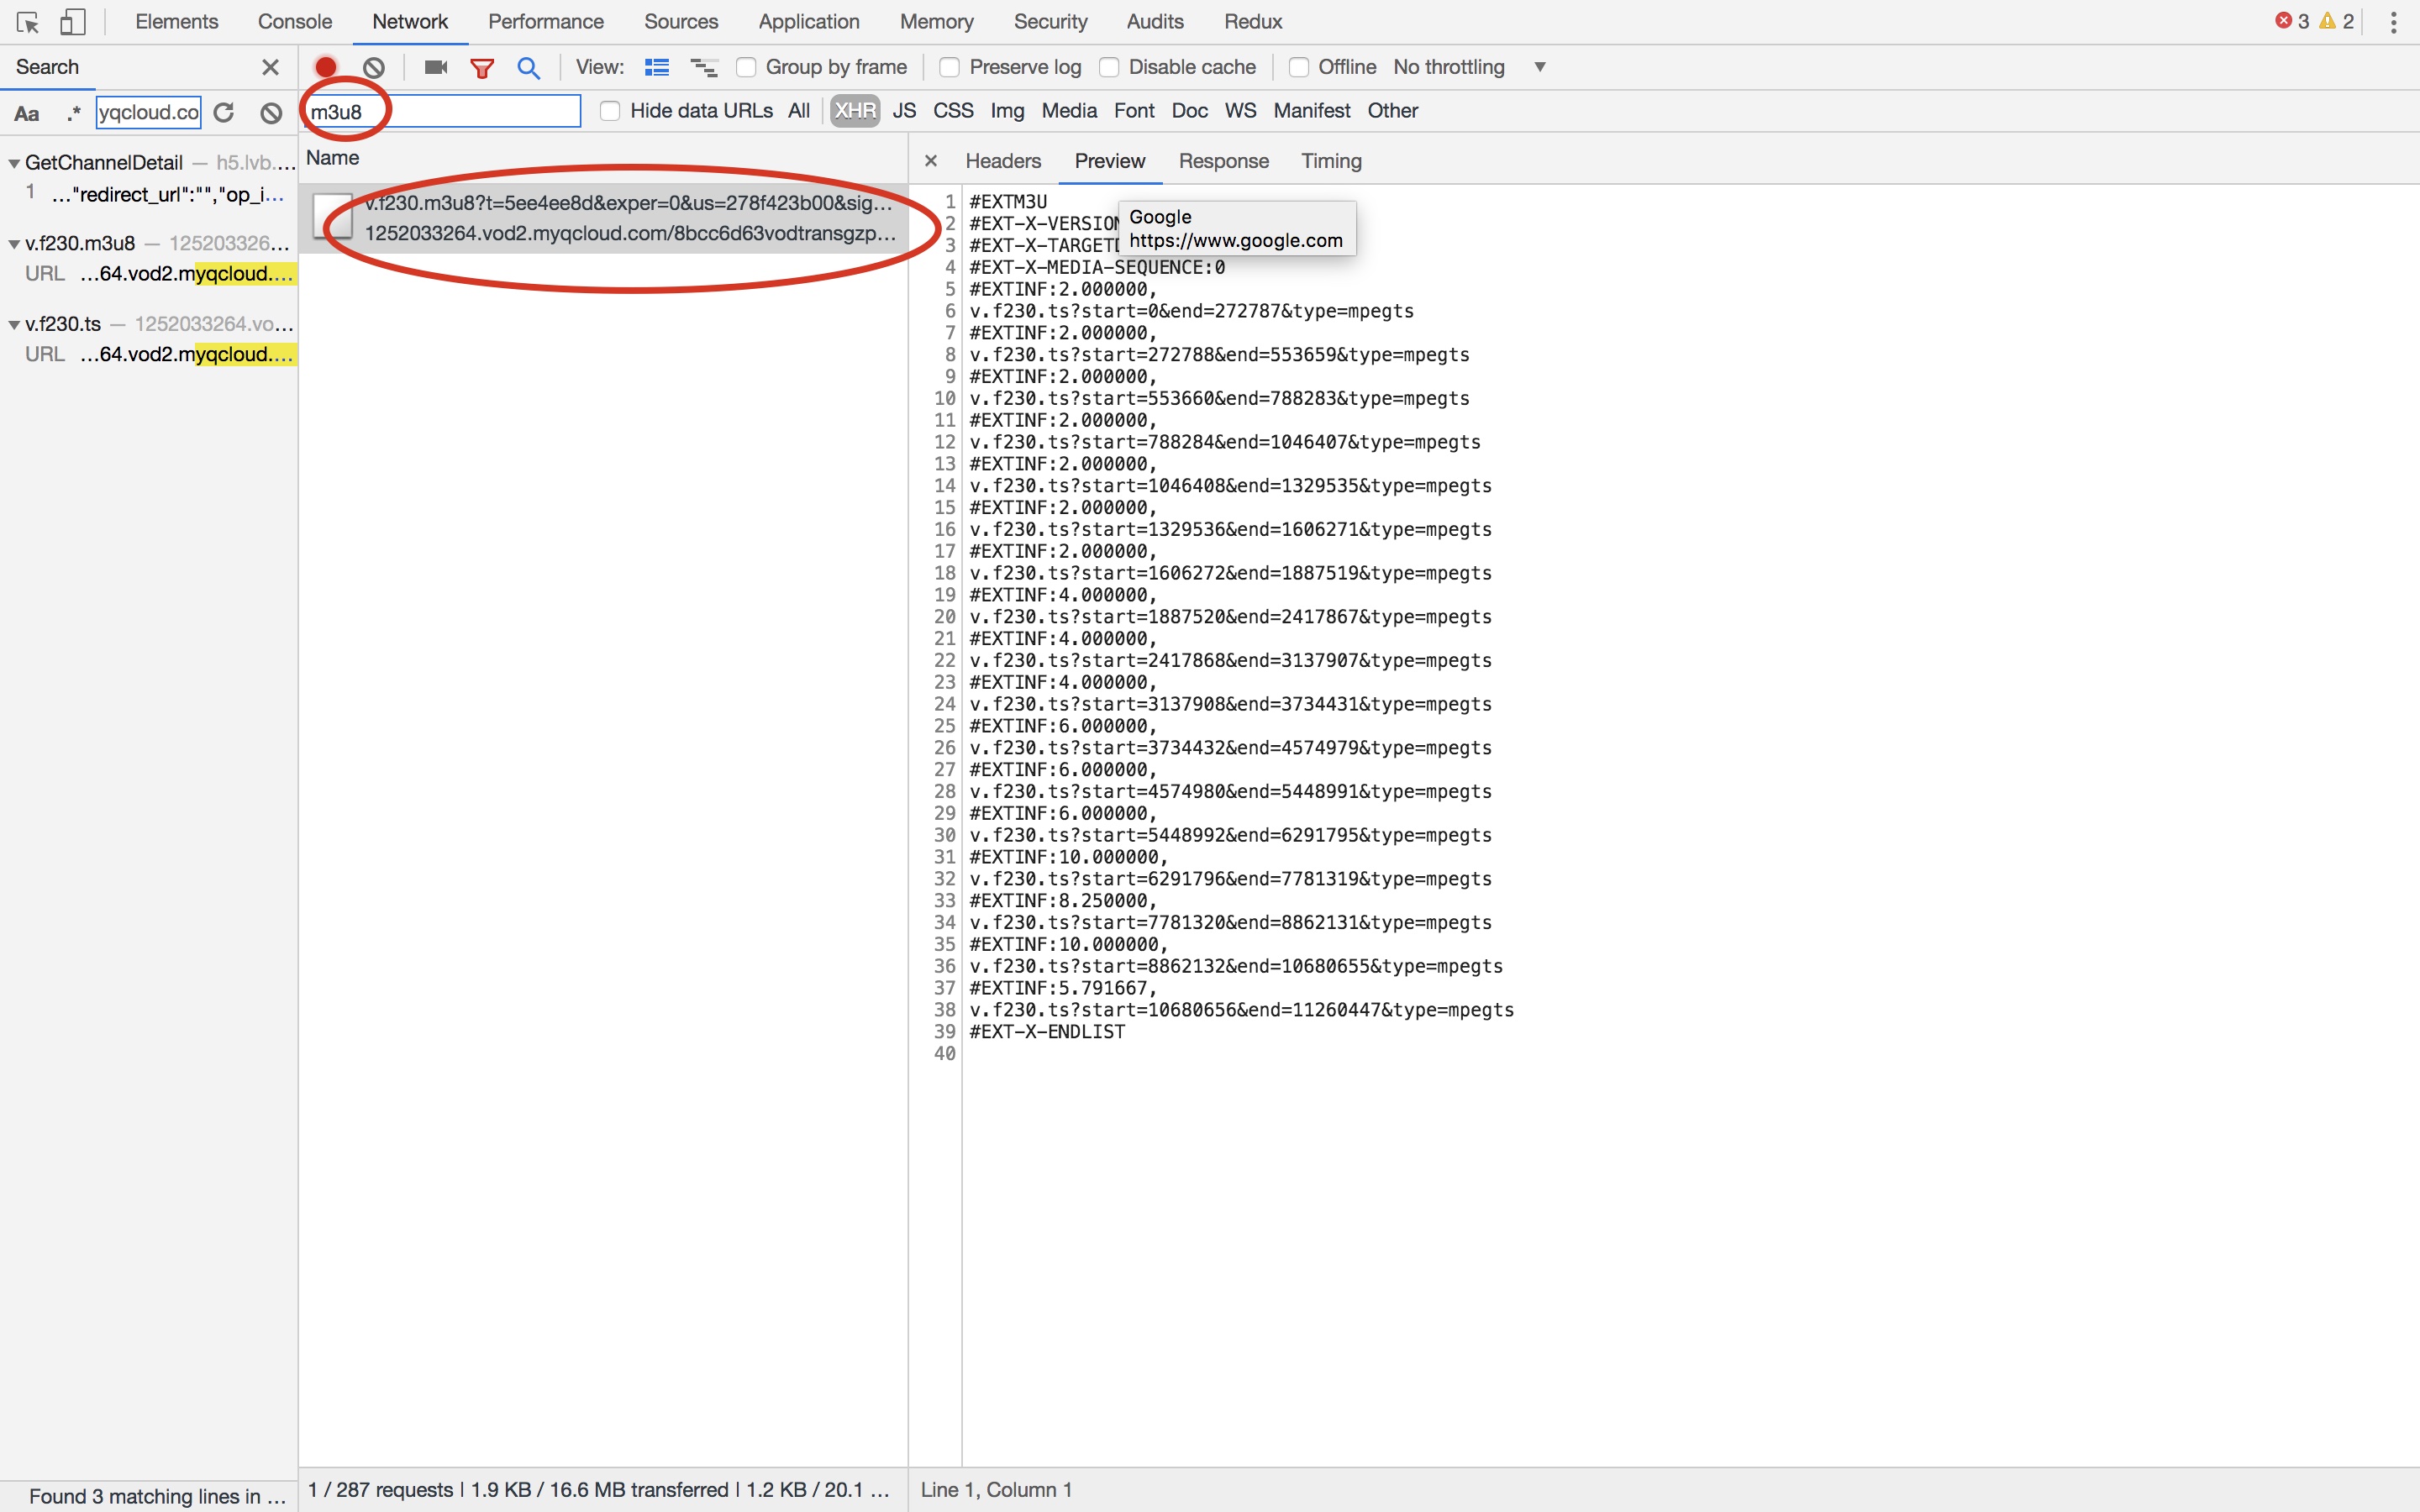 Elements Console Network Performance Sources Application Memory Security Audits Redux 3 2
Search
View: Group by frame Preserve log Disable cache Offline No throttling
Aa .* yqcloud.co
m3u8 Hide data URLs All XHR JS CSS Img Media Font Doc WS Manifest Other
GetChannelDetail — h5.lvb.…
1 …"redirect_url":"","op_i…
v.f230.m3u8 — 125203326…
URL …64.vod2.myqcloud.…
v.f230.ts — 1252033264.vo…
URL …64.vod2.myqcloud.…
Found 3 matching lines in …
Name
v.f230.m3u8?t=5ee4ee8d&exper=0&us=278f423b00&sig…
1252033264.vod2.myqcloud.com/8bcc6d63vodtransgzp…
1 / 287 requests | 1.9 KB / 16.6 MB transferred | 1.2 KB / 20.1 …
× Headers Preview Response Timing
1 #EXTM3U
2 #EXT-X-VERSION
3 #EXT-X-TARGETD
Google
https://www.google.com
4 #EXT-X-MEDIA-SEQUENCE:0
5 #EXTINF:2.000000,
6 v.f230.ts?start=0&end=272787&type=mpegts
7 #EXTINF:2.000000,
8 v.f230.ts?start=272788&end=553659&type=mpegts
9 #EXTINF:2.000000,
10 v.f230.ts?start=553660&end=788283&type=mpegts
11 #EXTINF:2.000000,
12 v.f230.ts?start=788284&end=1046407&type=mpegts
13 #EXTINF:2.000000,
14 v.f230.ts?start=1046408&end=1329535&type=mpegts
15 #EXTINF:2.000000,
16 v.f230.ts?start=1329536&end=1606271&type=mpegts
17 #EXTINF:2.000000,
18 v.f230.ts?start=1606272&end=1887519&type=mpegts
19 #EXTINF:4.000000,
20 v.f230.ts?start=1887520&end=2417867&type=mpegts
21 #EXTINF:4.000000,
22 v.f230.ts?start=2417868&end=3137907&type=mpegts
23 #EXTINF:4.000000,
24 v.f230.ts?start=3137908&end=3734431&type=mpegts
25 #EXTINF:6.000000,
26 v.f230.ts?start=3734432&end=4574979&type=mpegts
27 #EXTINF:6.000000,
28 v.f230.ts?start=4574980&end=5448991&type=mpegts
29 #EXTINF:6.000000,
30 v.f230.ts?start=5448992&end=6291795&type=mpegts
31 #EXTINF:10.000000,
32 v.f230.ts?start=6291796&end=7781319&type=mpegts
33 #EXTINF:8.250000,
34 v.f230.ts?start=7781320&end=8862131&type=mpegts
35 #EXTINF:10.000000,
36 v.f230.ts?start=8862132&end=10680655&type=mpegts
37 #EXTINF:5.791667,
38 v.f230.ts?start=10680656&end=11260447&type=mpegts
39 #EXT-X-ENDLIST
40
Line 1, Column 1